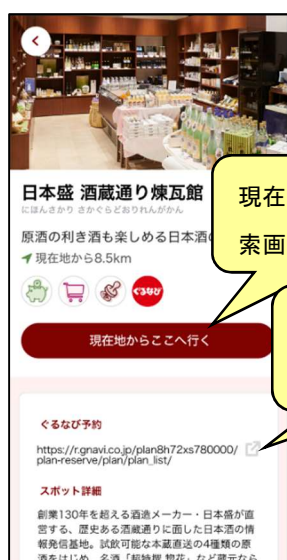 日本盛 酒蔵通り煉瓦館
にほんさかり さかぐらどおりれんがかん
原酒の利き酒も楽しめる日本酒の
現在地から8.5km
ぐるなび
現在地からここへ行く
現在
索画
ぐるなび予約
https://r.gnavi.co.jp/plan8h72xs780000/
plan-reserve/plan/plan_list/
スポット詳細
創業130年を超える酒造メーカー・日本盛が直
営する、歴史ある酒蔵通りに面した日本酒の情
報発信基地。試飲可能な本蔵直送の4種類の原
酒をはじめ、名酒「超特撰 惣花」など蔵元なら